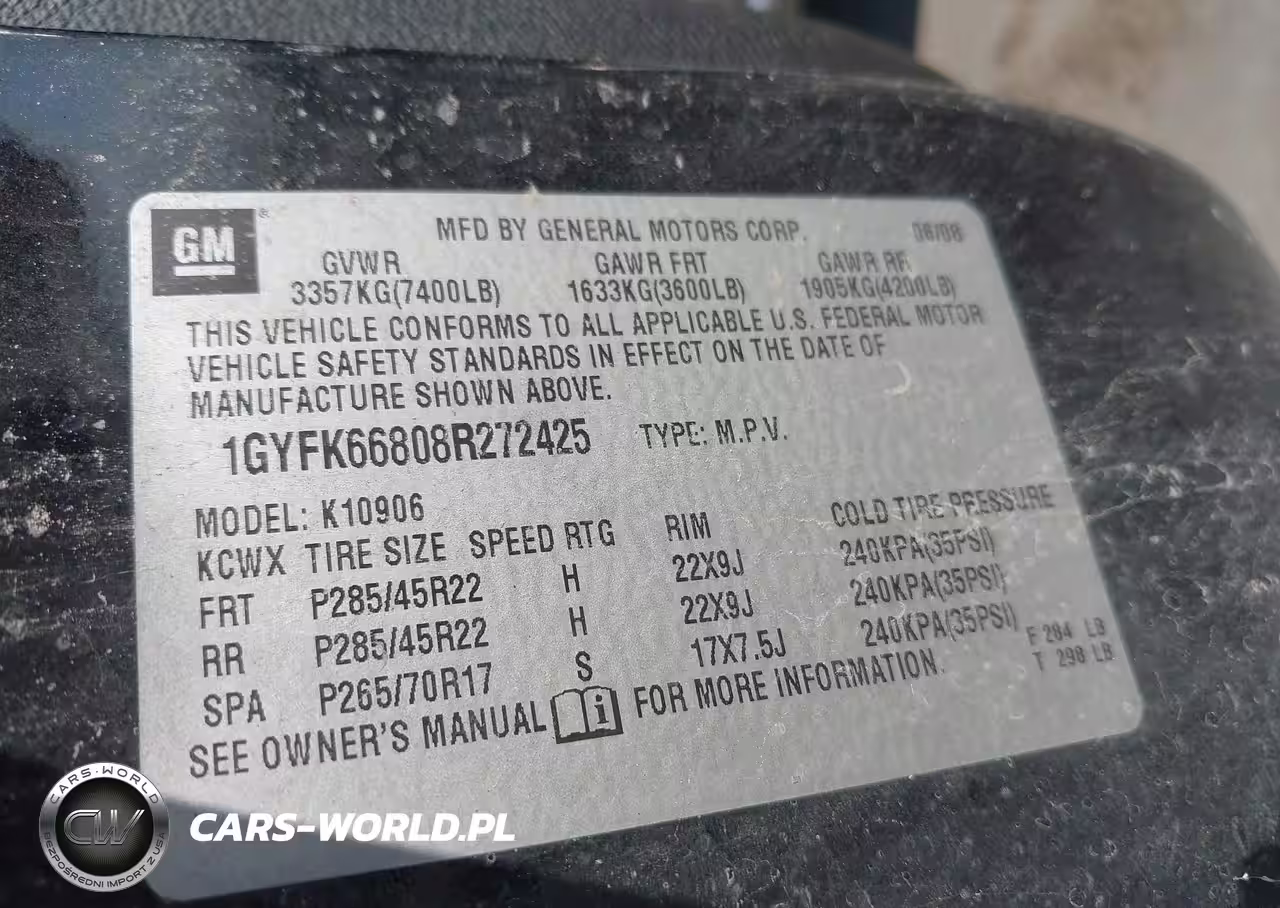 GM
MFD BY GENERAL MOTORS CORP. 06/08
GVWR GAWR FRT GAWR RR
3357KG(7400LB) 1633KG(3600LB) 1905KG(4200LB)
THIS VEHICLE CONFORMS TO ALL APPLICABLE U.S. FEDERAL MOTOR
VEHICLE SAFETY STANDARDS IN EFFECT ON THE DATE OF
MANUFACTURE SHOWN ABOVE.
1GYFK66808R272425 TYPE: M.P.V.
MODEL: K10906
KCWX TIRE SIZE SPEED RTG RIM COLD TIRE PRESSURE
FRT P285/45R22 H 22X9J 240KPA(35PSI)
RR P285/45R22 H 22X9J 240KPA(35PSI)
SPA P265/70R17 S 17X7.5J 240KPA(35PSI)
F 284 LB
T 298 LB
SEE OWNER'S MANUAL i FOR MORE INFORMATION.
CARS-WORLD
CW
BEZPOŚREDNI IMPORT Z USA
CARS-WORLD.PL